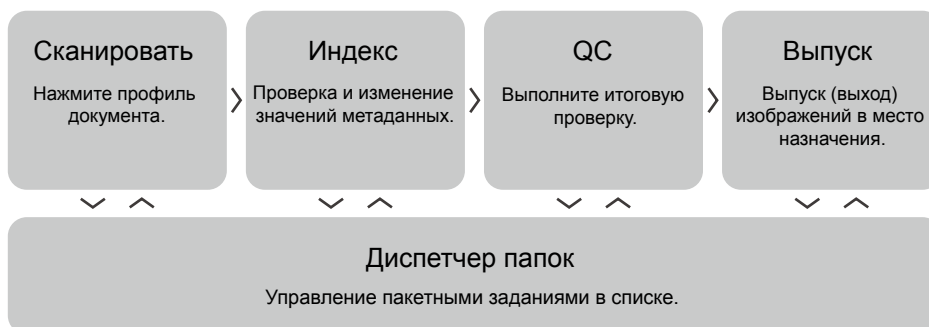 Сканировать
Нажмите профиль
документа.
Индекс
Проверка и изменение
значений метаданных.
QC
Выполните итоговую
проверку.
Выпуск
Выпуск (выход)
изображений в место
назначения.
Диспетчер папок
Управление пакетными заданиями в списке.